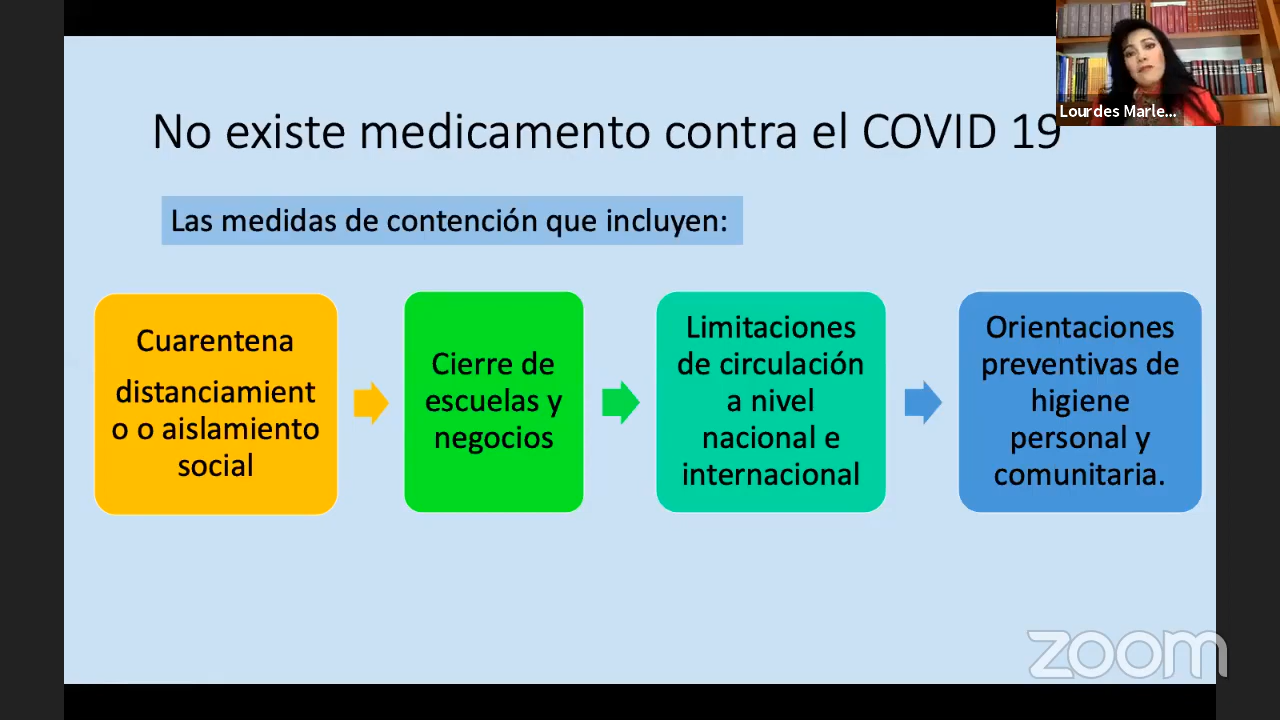 No existe medicamento contra el COVID 19
Lourdes Marle...
Las medidas de contención que incluyen:
Cuarentena
distanciamient
o o aislamiento
social
Cierre de
escuelas y
negocios
Limitaciones
de circulación
a nivel
nacional e
internacional
Orientaciones
preventivas de
higiene
personal y
comunitaria.
zoom